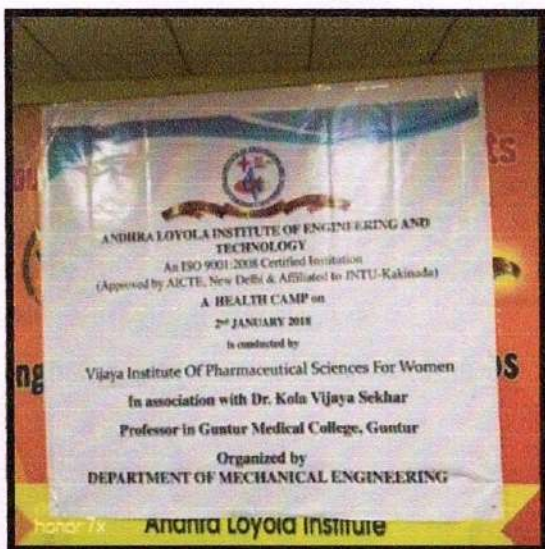 ts
ANDHRA LOYOLA INSTITUTE OF ENGINEERING AND
TECHNOLOGY
An ISO 9001:2008 Certified Institution
(Approved by AICTE, New Delhi & Affiliated to JNTU-Kakinada)
A HEALTH CAMP on
2nd JANUARY 2018
is conducted by
Vijaya Institute Of Pharmaceutical Sciences For Women
In association with Dr. Kola Vijaya Sekhar
Professor in Guntur Medical College, Guntur
Organized by
DEPARTMENT OF MECHANICAL ENGINEERING
ng
os
Andhra Loyola Institute
honor 7x